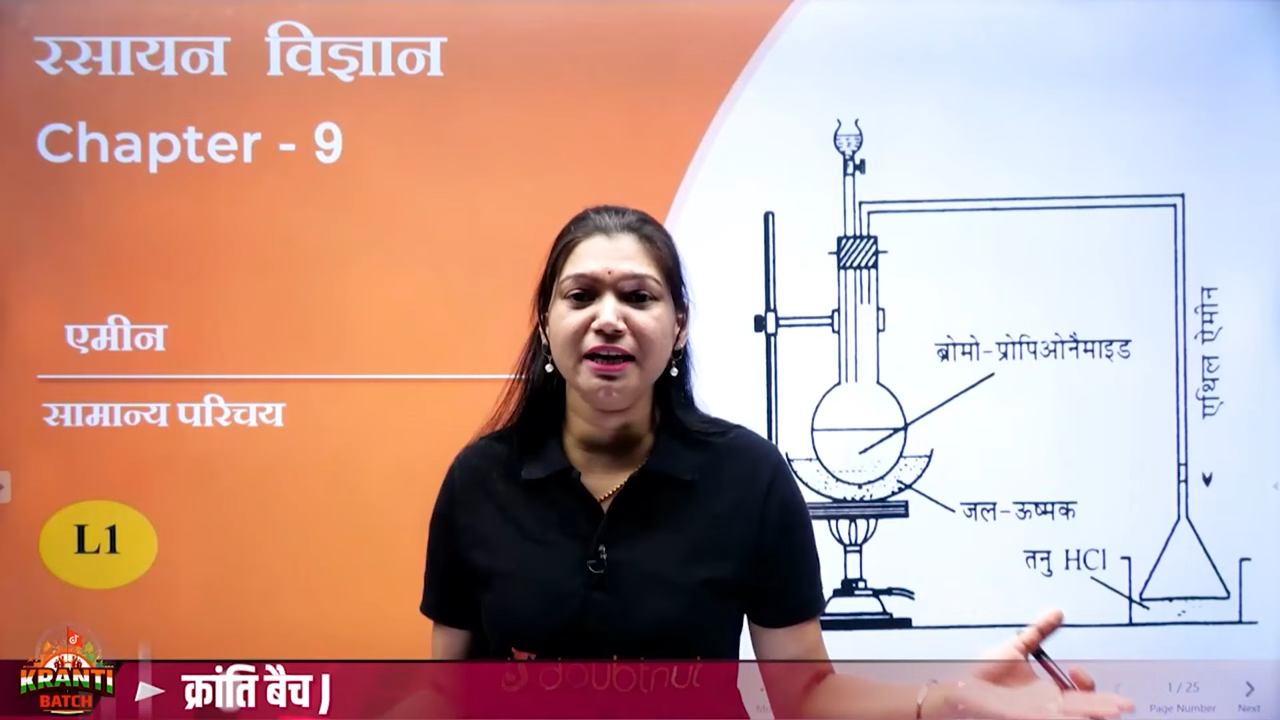 रसायन विज्ञान
Chapter - 9
एमीन
सामान्य परिचय
L1
ब्रोमो-प्रोपिओनैमाइड
जल-ऊष्मक
तनु HCl
एथिल ऐमीन
doubtnut
KRANTI
BATCH
क्रांति बैच J
1 / 25
Page Number
Next